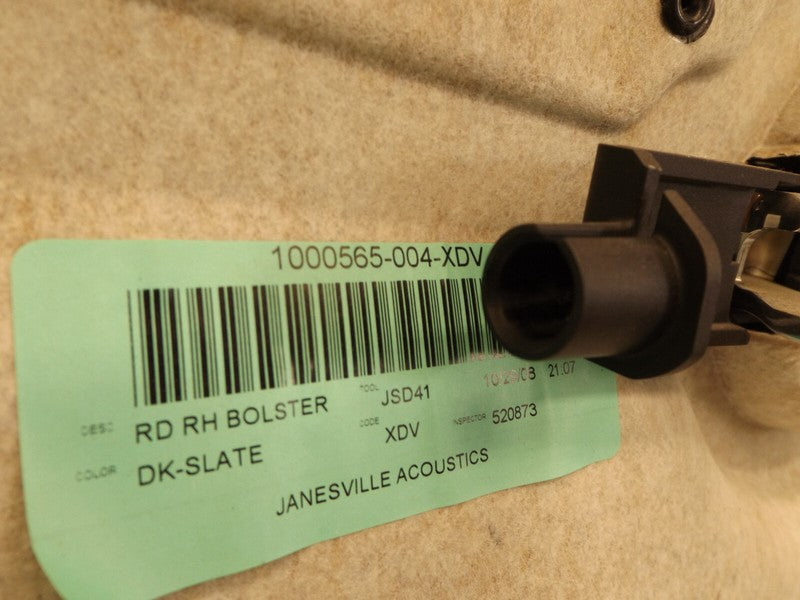 1000565-004-XDV
DESC RD RH BOLSTER TOOL JSD41 21:07
COLOR DK-SLATE CODE XDV INSPECTOR 520873
JANESVILLE ACOUSTICS